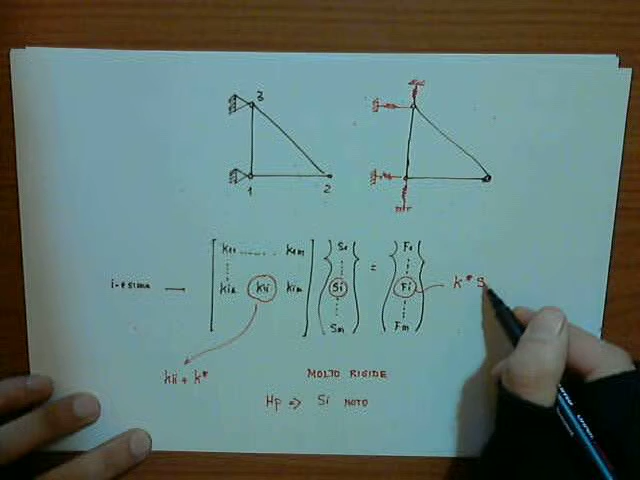 3
1
2
k11 ...... k1m
S1
F1
i-esima — ki1 kii kim
Si
=
Fi
k* S
Sm
Fm
kii + k*
MOLTO RIGIDE
Hp => Si NOTO